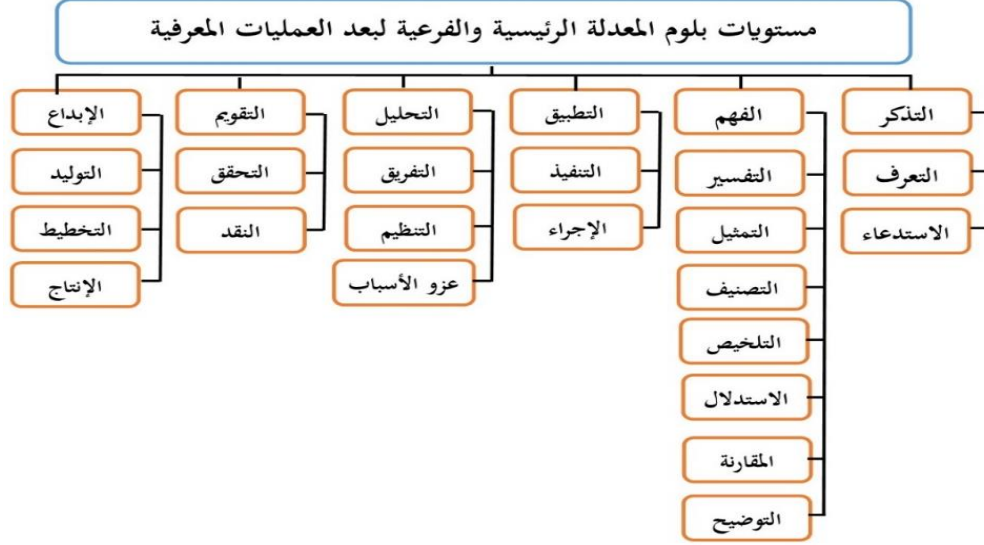 مستويات بلوم المعدلة الرئيسية والفرعية لبعد العمليات المعرفية
التذكر
التعرف
الاستدعاء
الفهم
التفسير
التمثيل
التصنيف
التلخيص
الاستدلال
المقارنة
التوضيح
التطبيق
التنفيذ
الإجراء
التحليل
التفريق
التنظيم
عزو الأسباب
التقويم
التحقق
النقد
الإبداع
التوليد
التخطيط
الإنتاج